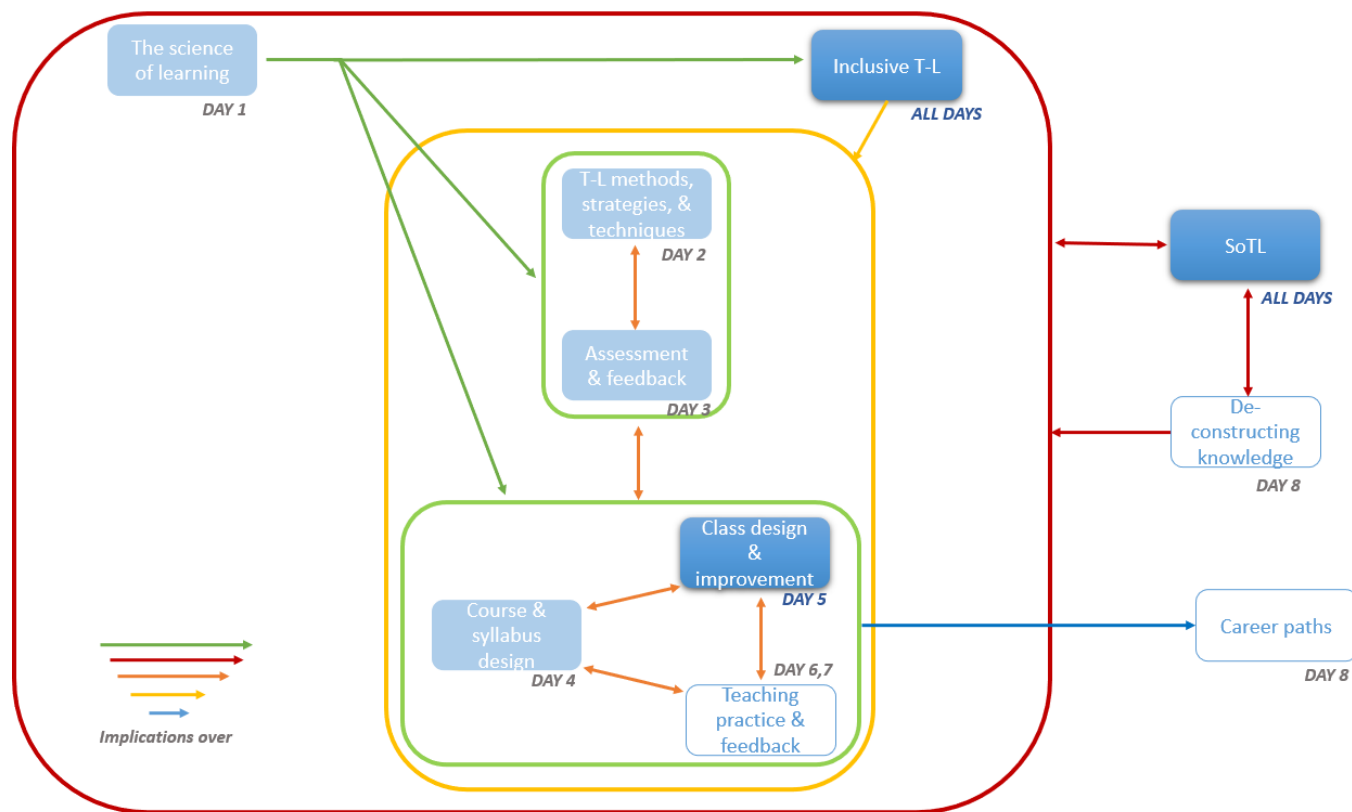 The science
of learning
DAY 1
Inclusive T-L
ALL DAYS
T-L methods,
strategies, &
techniques
DAY 2
Assessment
& feedback
DAY 3
SoTL
ALL DAYS
De-
constructing
knowledge
DAY 8
Class design
&
improvement
DAY 5
Course &
syllabus
design
DAY 4
DAY 6,7
Teaching
practice &
feedback
Career paths
DAY 8
Implications over